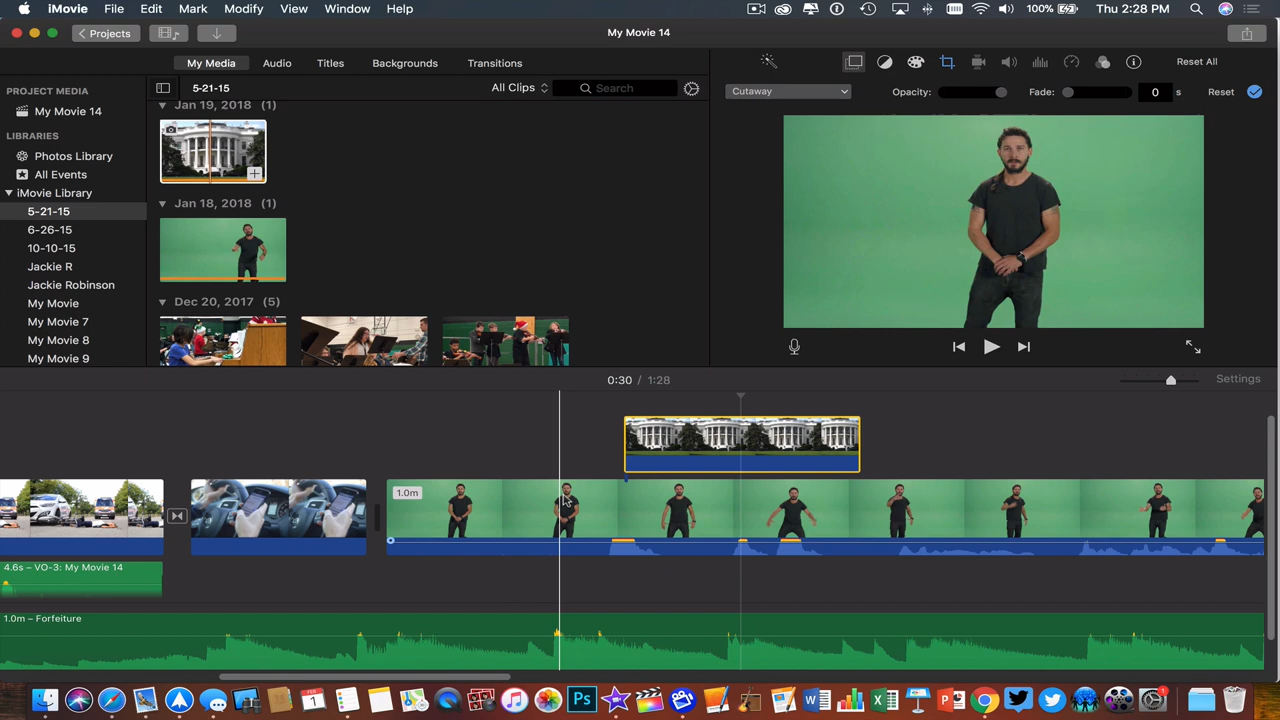 iMovie File Edit Mark Modify View Window Help 100% Thu 2:28 PM
Projects My Movie 14
My Media Audio Titles Backgrounds Transitions Reset All
5-21-15 All Clips Search
Cutaway Opacity: Fade: 0 s Reset
PROJECT MEDIA
My Movie 14
LIBRARIES
Photos Library
All Events
iMovie Library
5-21-15
6-26-15
10-10-15
Jackie R
Jackie Robinson
My Movie
My Movie 7
My Movie 8
My Movie 9
Jan 19, 2018 (1)
Jan 18, 2018 (1)
Dec 20, 2017 (5)
0:30 / 1:28 Settings
1.0m
4.6s – VO-3: My Movie 14
1.0m – Forfeiture
FEB
1
Ps
W
X
P
1